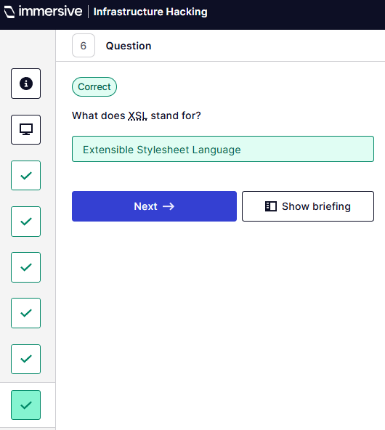 immersive | Infrastructure Hacking
6 Question
Correct
What does XSL stand for?
Extensible Stylesheet Language
Next →
Show briefing